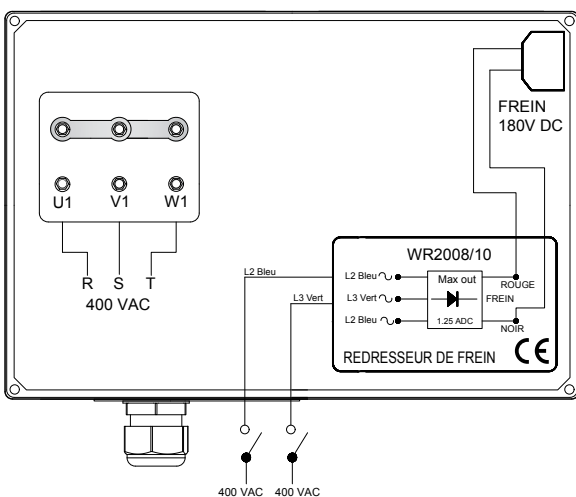 FREIN
180V DC
U1 V1 W1
R S T
400 VAC
WR2008/10
L2 Bleu
L2 Bleu
Max out
ROUGE
L3 Vert
L3 Vert
FREIN
L2 Bleu
1.25 ADC
NOIR
REDRESSEUR DE FREIN
CE
400 VAC 400 VAC